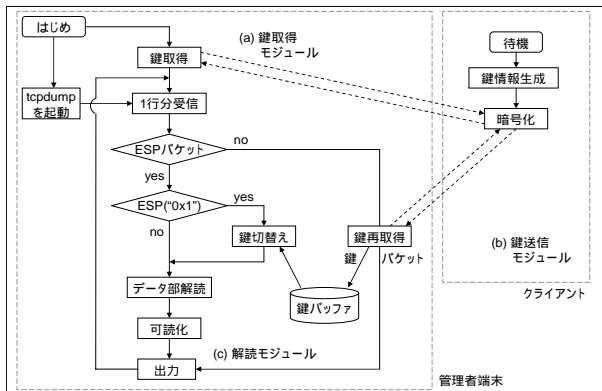 はじめ
(a) 鍵取得
モジュール
待機
鍵取得
鍵情報生成
tcpdump
を起動
1行分受信
暗号化
ESPパケット
no
yes
ESP("0x1")
yes
no
鍵切替え
鍵再取得
鍵
パケット
(b) 鍵送信
モジュール
データ部解読
鍵バッファ
クライアント
可読化
(c) 解読モジュール
出力
管理者端末